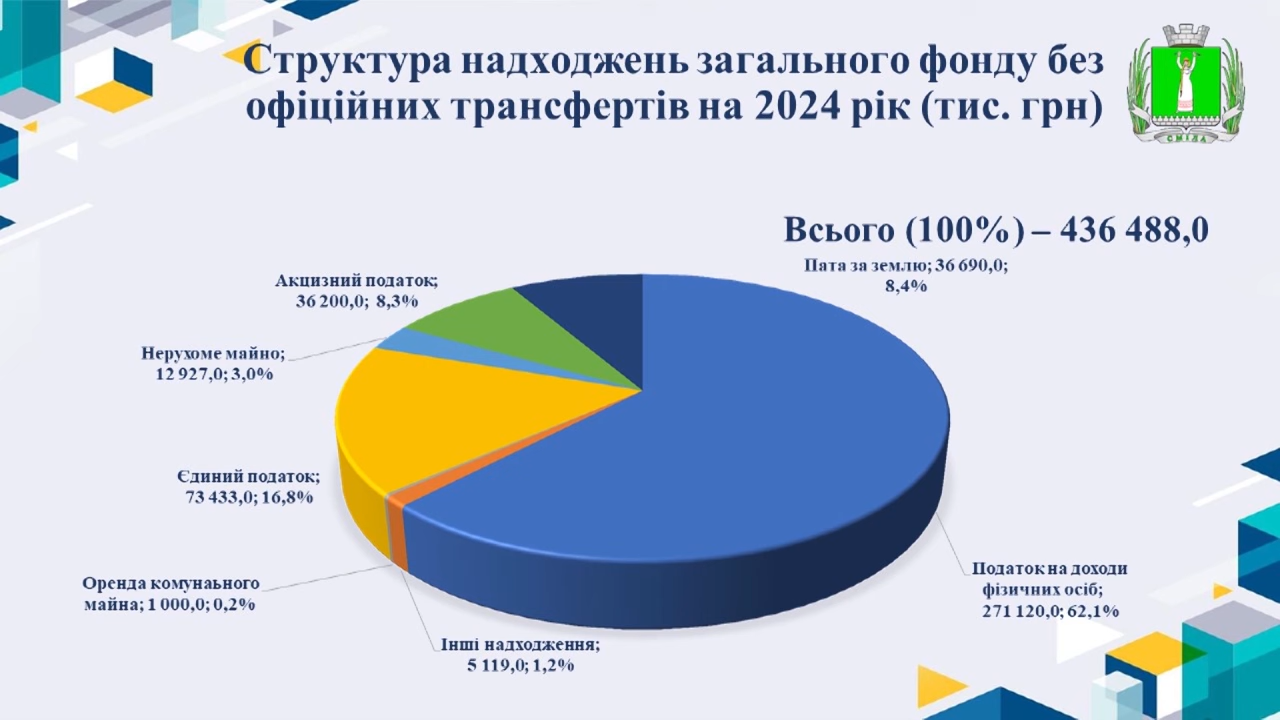 Структура надходжень загального фонду без
офіційних трансфертів на 2024 рік (тис. грн)
СМІЛА
Всього (100%) – 436 488,0
Пата за землю; 36 690,0;
8,4%
Акцизний податок;
36 200,0; 8,3%
Нерухоме майно;
12 927,0; 3,0%
Єдиний податок;
73 433,0; 16,8%
Оренда комунаьного
майна; 1 000,0; 0,2%
Інші надходження;
5 119,0; 1,2%
Податок на доходи
фізичних осіб;
271 120,0; 62,1%